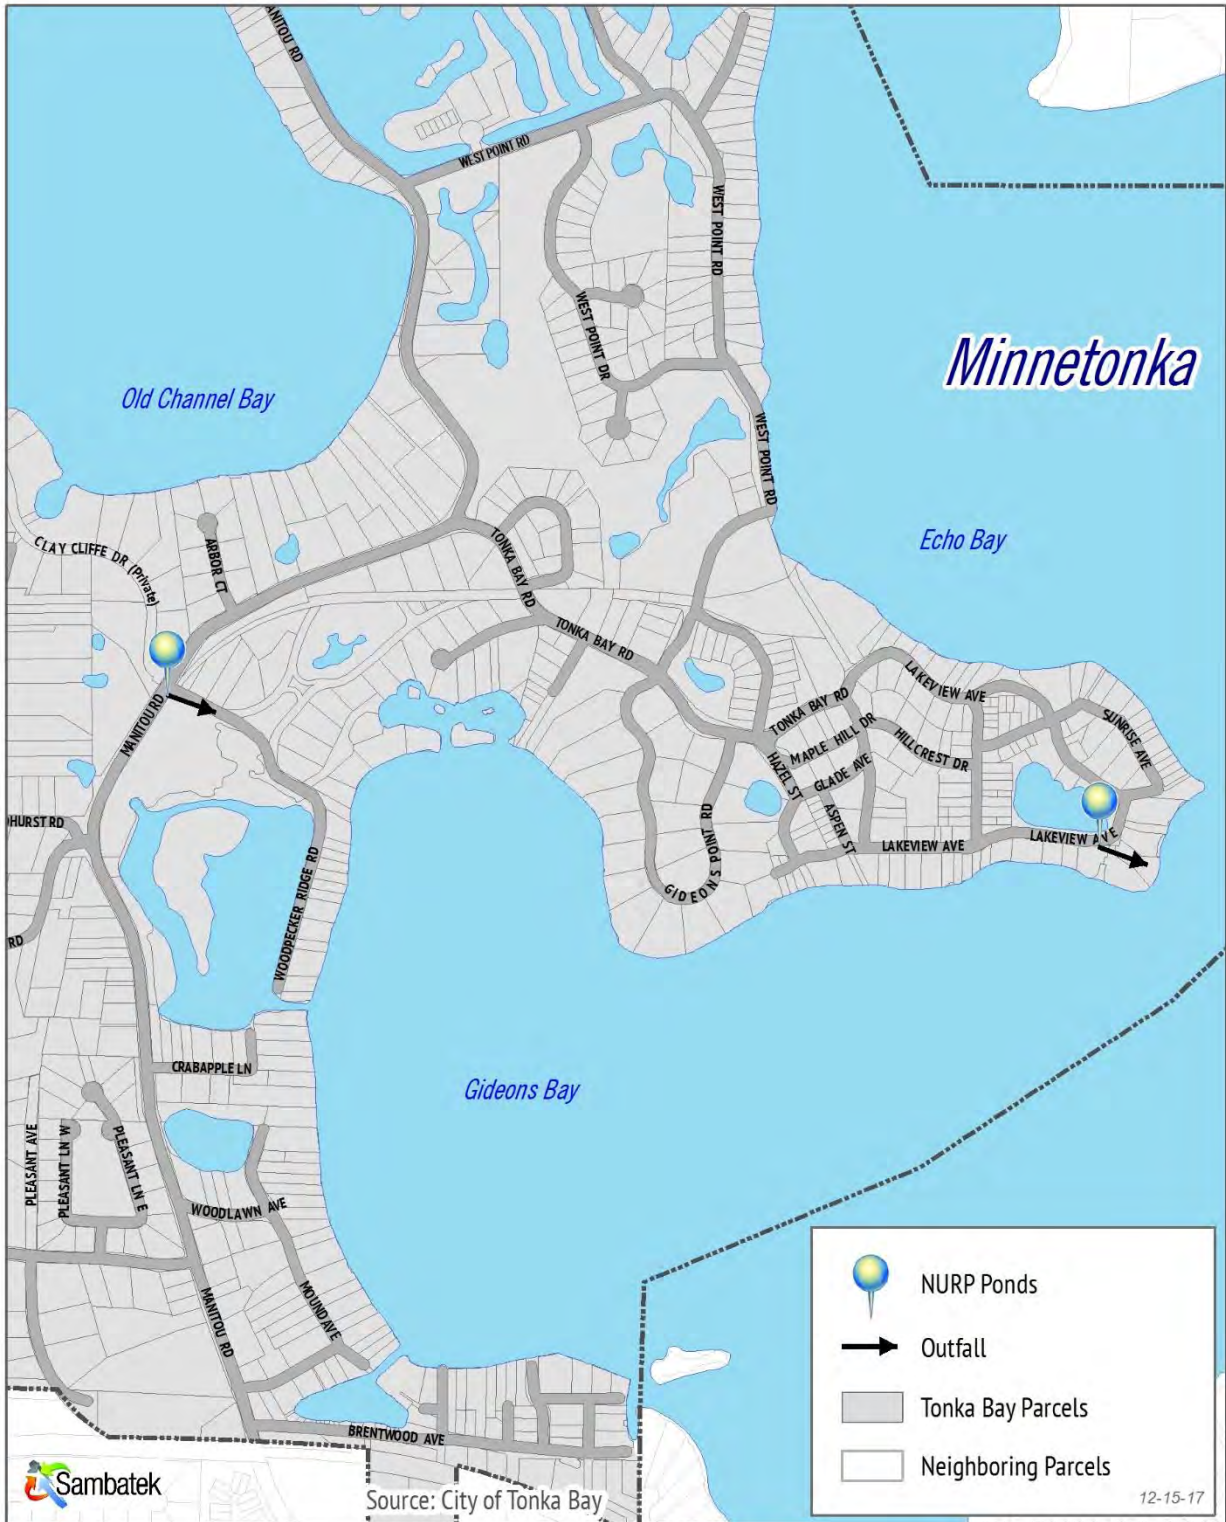 MANITOU RD
WEST POINT RD
WEST POINT RD
WEST POINT DR
Minnetonka
Old Channel Bay
WEST POINT RD
Echo Bay
CLAY CLIFFE DR (Private)
ARBOR CT
TONKA BAY RD
TONKA BAY RD
LAKEVIEW AVE
SUNRISE AVE
MANITOU RD
TONKA BAY RD
MAPLE HILL DR
HILLCREST DR
HAZEL ST
GLADE AVE
ASPEN ST
LAKEVIEW AVE
LAKEVIEW AVE
GIDEONS POINT RD
HURST RD
WOODPECKER RIDGE RD
RD
CRABAPPLE LN
Gideons Bay
PLEASANT AVE
PLEASANT LN W
PLEASANT LN E
WOODLAWN AVE
MOUND AVE
MANITOU RD
BRENTWOOD AVE
NURP Ponds
Outfall
Tonka Bay Parcels
Neighboring Parcels
12-15-17
Sambatek
Source: City of Tonka Bay